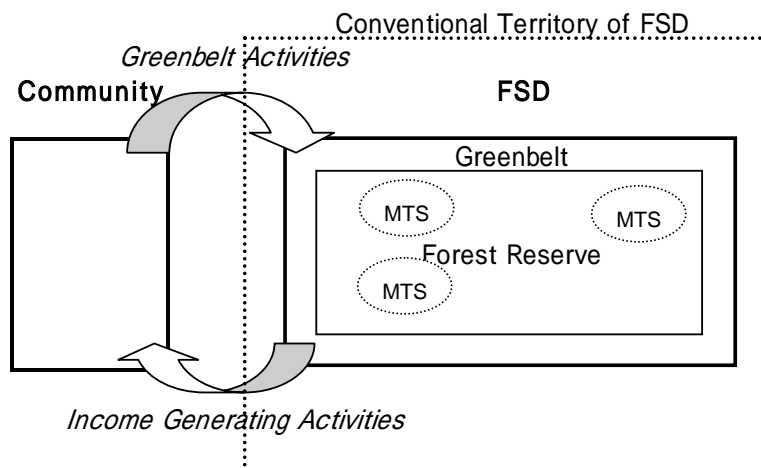 Conventional Territory of FSD
Greenbelt Activities
Community
FSD
Greenbelt
MTS
MTS
Forest Reserve
MTS
Income Generating Activities